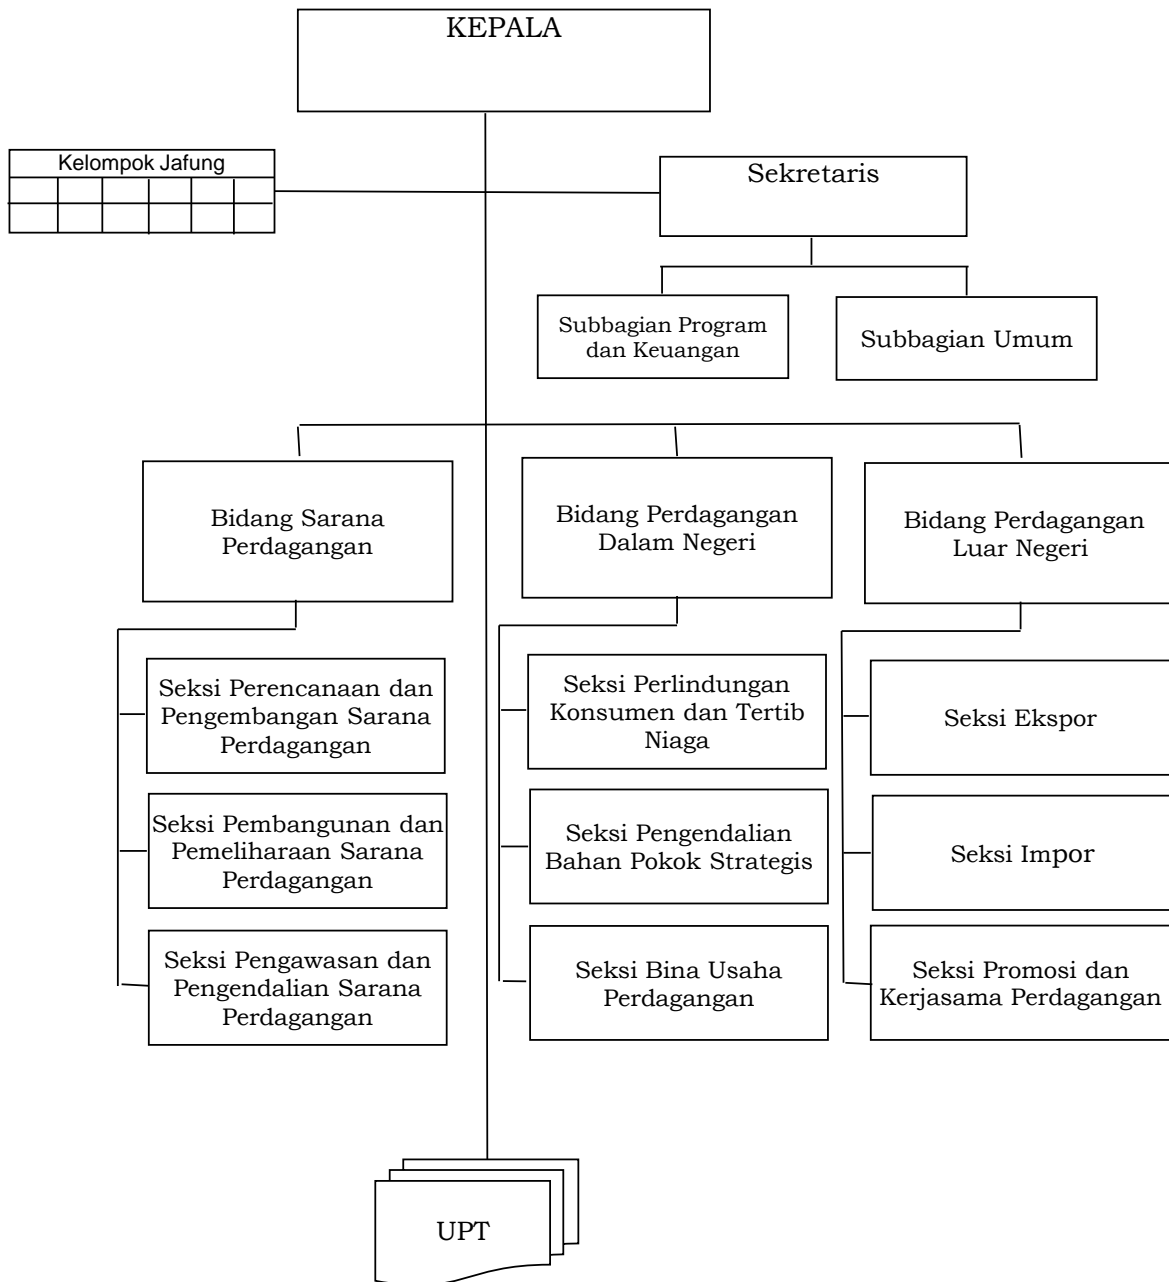 KEPALA
Kelompok Jafung
Sekretaris
Subbagian Program
dan Keuangan
Subbagian Umum
Bidang Sarana
Perdagangan
Bidang Perdagangan
Dalam Negeri
Bidang Perdagangan
Luar Negeri
Seksi Perencanaan dan
Pengembangan Sarana
Perdagangan
Seksi Pembangunan dan
Pemeliharaan Sarana
Perdagangan
Seksi Pengawasan dan
Pengendalian Sarana
Perdagangan
Seksi Perlindungan
Konsumen dan Tertib
Niaga
Seksi Pengendalian
Bahan Pokok Strategis
Seksi Bina Usaha
Perdagangan
Seksi Ekspor
Seksi Impor
Seksi Promosi dan
Kerjasama Perdagangan
UPT